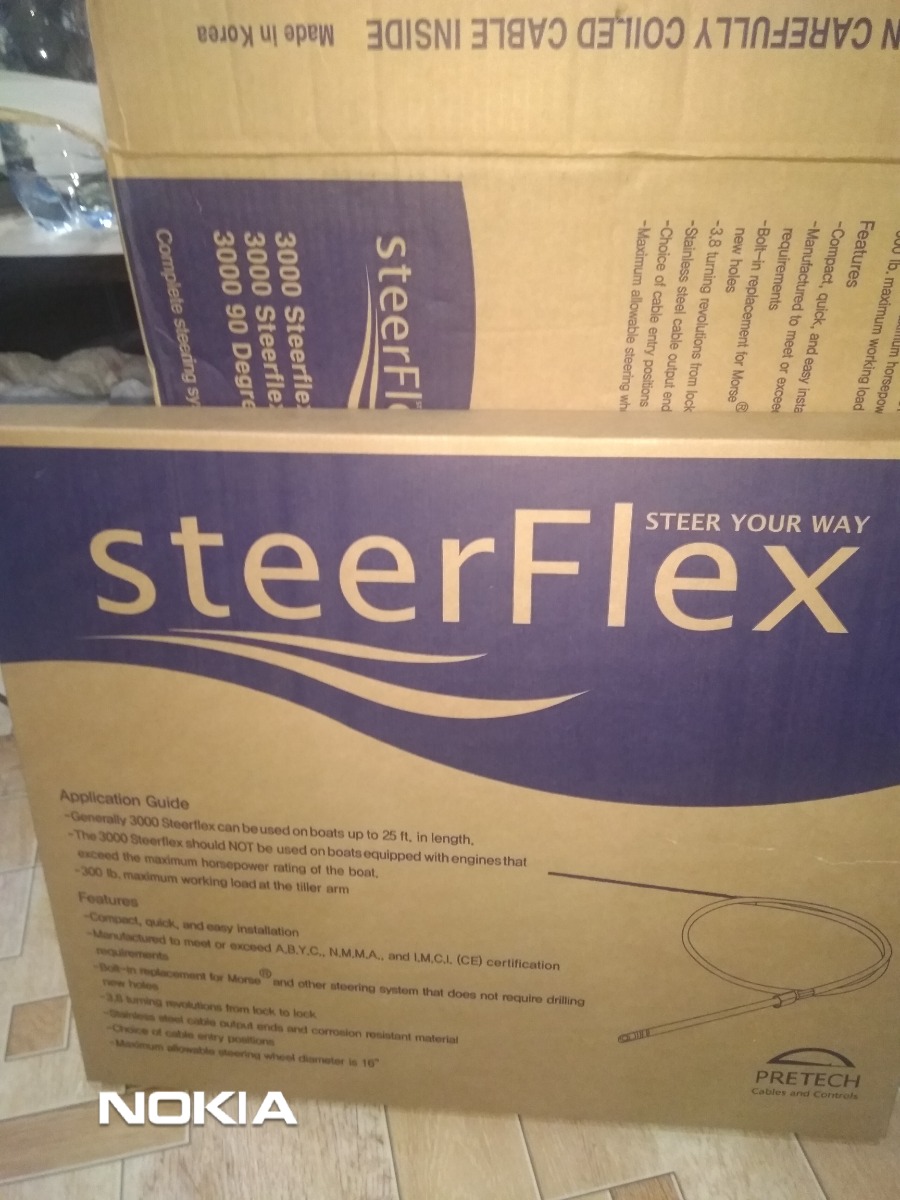 N CAREFULLY COILED CABLE INSIDE Made in Korea
lb. maximum working load
Features
-Compact, quick, and easy insta
-Manufactured to meet or excee
requirements
-Bolt-in replacement for Morse ®
new holes
-3.8 turning revolutions from lock
-Stainless steel cable output end
-Choice of cable entry positions
-Maximum allowable steering wh
steerFl
3000 Steerfle
3000 Steerfle
3000 90 Degre
Complete steering sy
STEER YOUR WAY
steerFlex
Application Guide
-Generally 3000 Steerflex can be used on boats up to 25 ft. in length.
-The 3000 Steerflex should NOT be used on boats equipped with engines that
exceed the maximum horsepower rating of the boat.
-300 lb. maximum working load at the tiller arm
Features
-Compact, quick, and easy installation
-Manufactured to meet or exceed A.B.Y.C., N.M.M.A., and I.M.C.I. (CE) certification
requirements
-Bolt-in replacement for Morse ® and other steering system that does not require drilling
new holes
-3.8 turning revolutions from lock to lock
-Stainless steel cable output ends and corrosion resistant material
-Choice of cable entry positions
-Maximum allowable steering wheel diameter is 16"
PRETECH
Cables and Controls
NOKIA